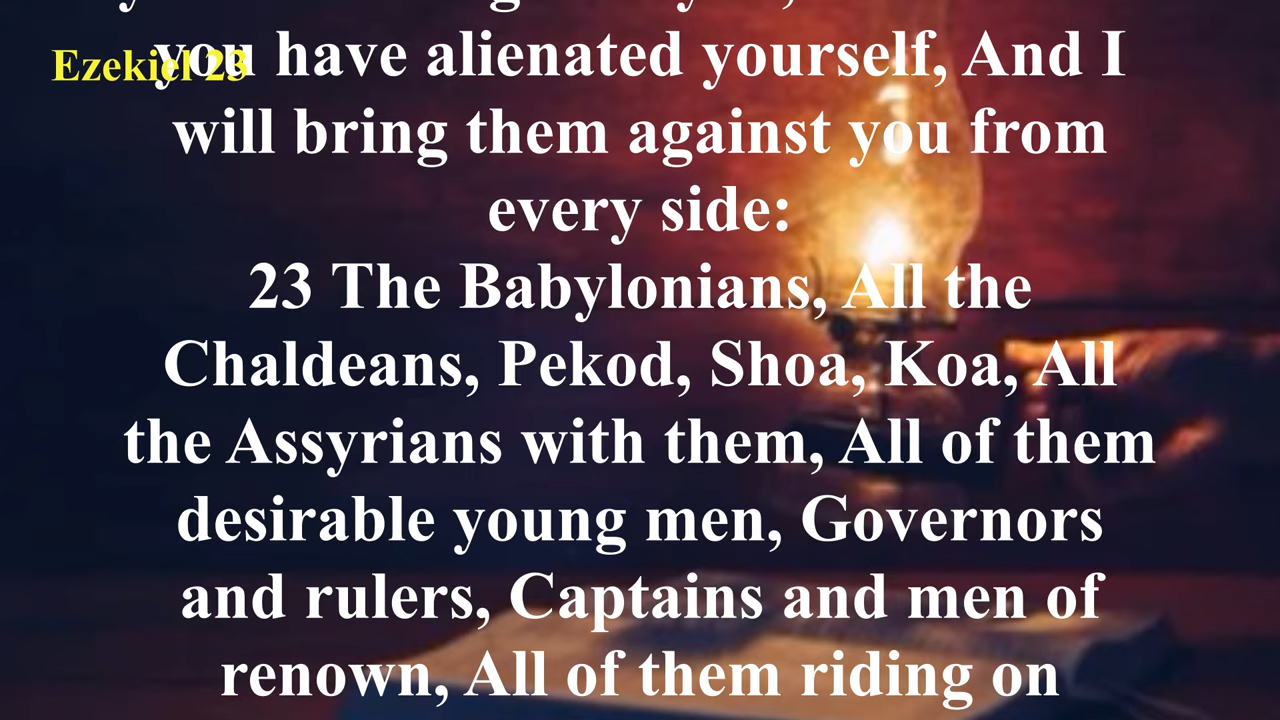 Ezekiel 23
you have alienated yourself, And I
will bring them against you from
every side:
23 The Babylonians, All the
Chaldeans, Pekod, Shoa, Koa, All
the Assyrians with them, All of them
desirable young men, Governors
and rulers, Captains and men of
renown, All of them riding on